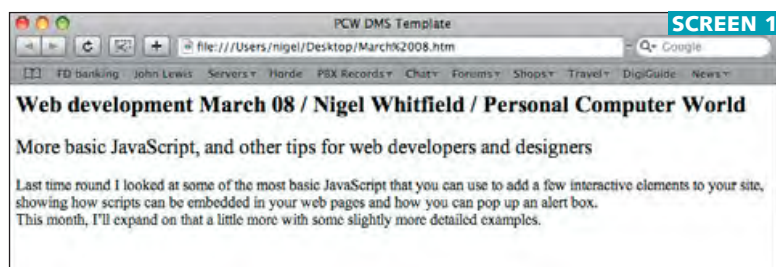 PCW DMS Template
SCREEN 1
file:///Users/nigel/Desktop/March%2008.htm
Google
FD banking John Lewis Servers Horde PBX Records Chat Forums Shops Travel DigiGuide News
Web development March 08 / Nigel Whitfield / Personal Computer World
More basic JavaScript, and other tips for web developers and designers
Last time round I looked at some of the most basic JavaScript that you can use to add a few interactive elements to your site,
showing how scripts can be embedded in your web pages and how you can pop up an alert box.
This month, I'll expand on that a little more with some slightly more detailed examples.